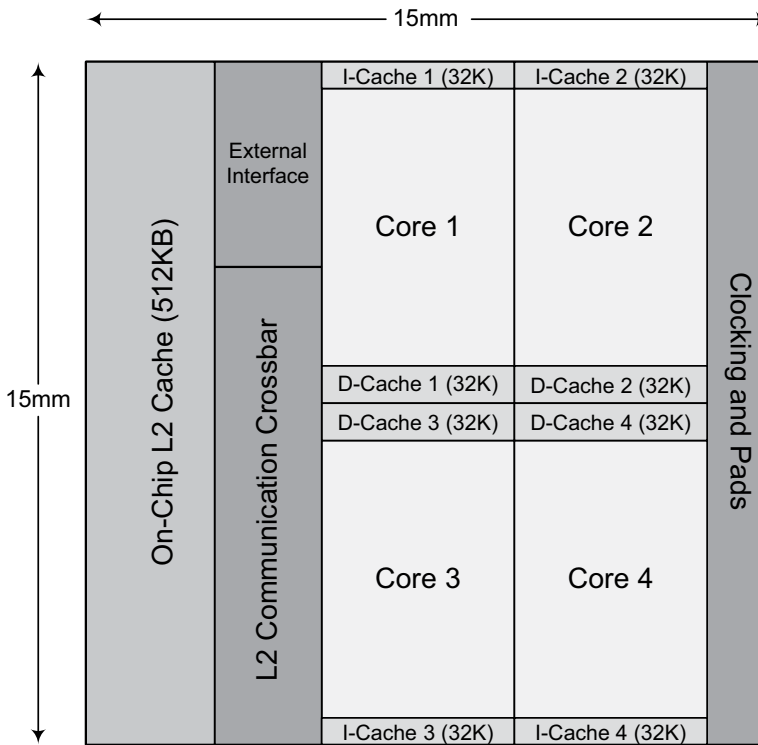 15mm
15mm
On-Chip L2 Cache (512KB)
External
Interface
L2 Communication Crossbar
I-Cache 1 (32K)
I-Cache 2 (32K)
Core 1
Core 2
D-Cache 1 (32K)
D-Cache 2 (32K)
D-Cache 3 (32K)
D-Cache 4 (32K)
Core 3
Core 4
I-Cache 3 (32K)
I-Cache 4 (32K)
Clocking and Pads